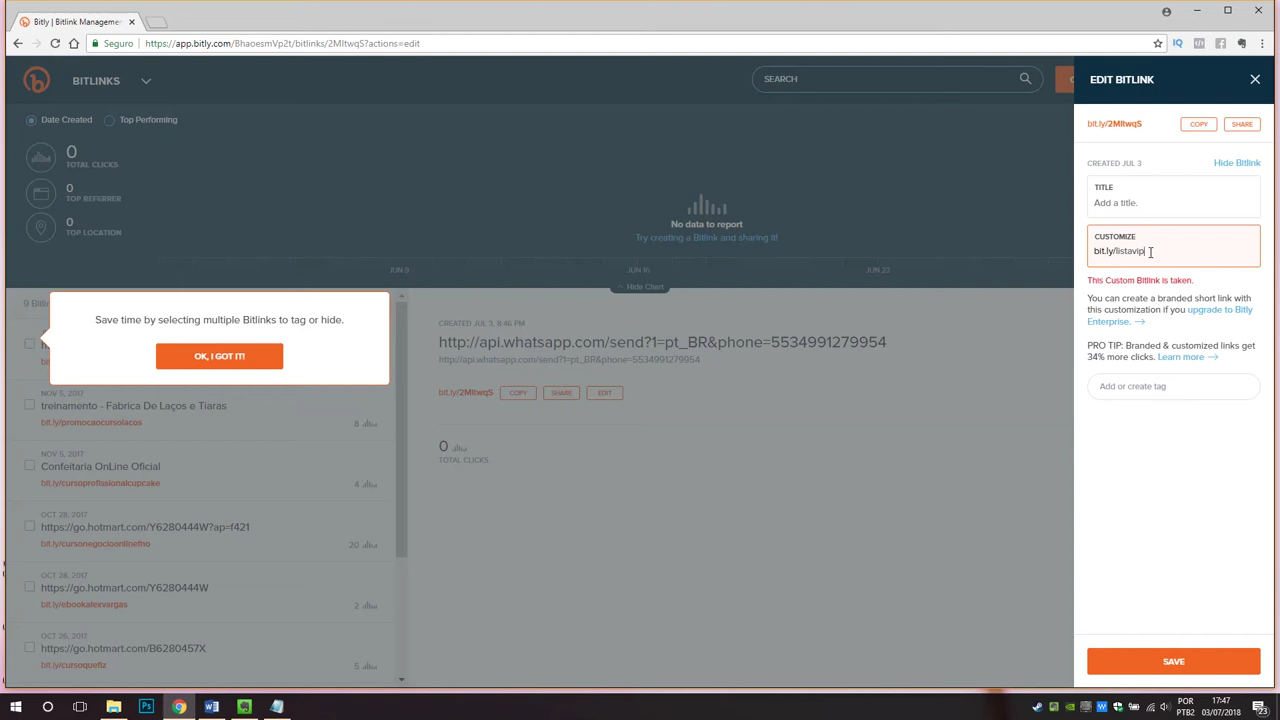 Bitly | Bitlink Management
Seguro
https://app.bitly.com/BhaoesmVp2t/bitlinks/2MItwqS?actions=edit
BITLINKS
SEARCH
Date Created
Top Performing
0
TOTAL CLICKS
0
TOP REFERRER
0
TOP LOCATION
No data to report
Try creating a Bitlink and sharing it!
JUN 9
JUN 16
JUN 23
Hide Chart
Save time by selecting multiple Bitlinks to tag or hide.
OK, I GOT IT!
NOV 5, 2017
treinamento - Fabrica De Laços e Tiaras
bit.ly/promocaocursolacos
8
NOV 5, 2017
Confeitaria OnLine Oficial
bit.ly/cursoprofissionalcupcake
4
OCT 28, 2017
https://go.hotmart.com/Y6280444W?ap=f421
bit.ly/cursonegocioonlinefno
20
OCT 28, 2017
https://go.hotmart.com/Y6280444W
bit.ly/ebookalexvargas
2
OCT 26, 2017
https://go.hotmart.com/B6280457X
bit.ly/cursoquefiz
5
CREATED JUL 3, 8:46 PM
http://api.whatsapp.com/send?1=pt_BR&phone=5534991279954
http://api.whatsapp.com/send?1=pt_BR&phone=5534991279954
bit.ly/2MItwqS
COPY
SHARE
EDIT
0
TOTAL CLICKS
EDIT BITLINK
bit.ly/2MItwqS
COPY
SHARE
CREATED JUL 3
Hide Bitlink
TITLE
Add a title.
CUSTOMIZE
bit.ly/listavip
This Custom Bitlink is taken.
You can create a branded short link with
this customization if you upgrade to Bitly
Enterprise.
PRO TIP: Branded & customized links get
34% more clicks. Learn more
Add or create tag
SAVE
POR
PTB2
17:47
03/07/2018
23